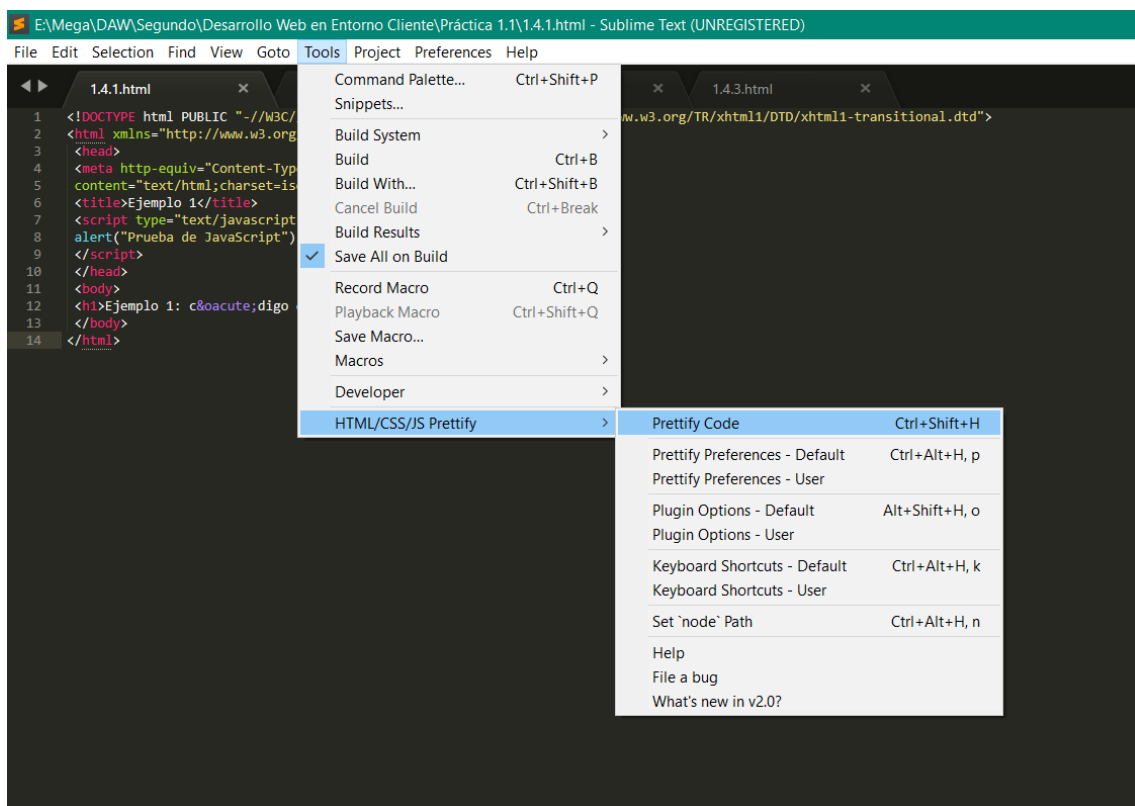 E:\Mega\DAW\Segundo\Desarrollo Web en Entorno Cliente\Práctica 1.1\1.4.1.html - Sublime Text (UNREGISTERED)
File Edit Selection Find View Goto Tools Project Preferences Help
1.4.1.html × × 1.4.3.html ×
1 <!DOCTYPE html PUBLIC "-//W3C/ w.w3.org/TR/xhtml1/DTD/xhtml1-transitional.dtd">
2 <html xmlns="http://www.w3.org
3 <head>
4 <meta http-equiv="Content-Typ
5 content="text/html;charset=is
6 <title>Ejemplo 1</title>
7 <script type="text/javascript
8 alert("Prueba de JavaScript")
9 </script>
10 </head>
11 <body>
12 <h1>Ejemplo 1: c&oacute;digo
13 </body>
14 </html>
Command Palette... Ctrl+Shift+P
Snippets...
Build System
Build Ctrl+B
Build With... Ctrl+Shift+B
Cancel Build Ctrl+Break
Build Results
Save All on Build
Record Macro Ctrl+Q
Playback Macro Ctrl+Shift+Q
Save Macro...
Macros
Developer
HTML/CSS/JS Prettify
Prettify Code Ctrl+Shift+H
Prettify Preferences - Default Ctrl+Alt+H, p
Prettify Preferences - User
Plugin Options - Default Alt+Shift+H, o
Plugin Options - User
Keyboard Shortcuts - Default Ctrl+Alt+H, k
Keyboard Shortcuts - User
Set `node` Path Ctrl+Alt+H, n
Help
File a bug
What's new in v2.0?